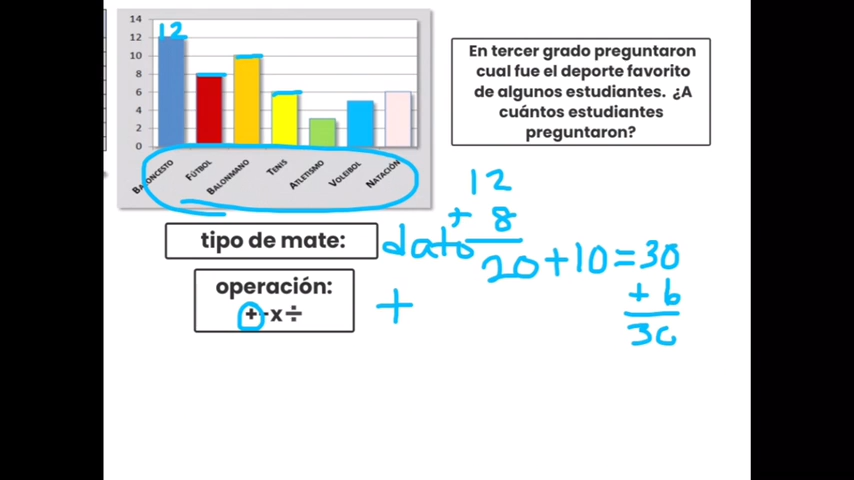 14
12
12
10
8
6
4
2
0
BALONCESTO
FÚTBOL
BALONMANO
TENIS
ATLETISMO
VOLEIBOL
NATACIÓN
En tercer grado preguntaron
cual fue el deporte favorito
de algunos estudiantes. ¿A
cuántos estudiantes
preguntaron?
tipo de mate:
dato
operación:
+-x÷
+
12
+ 8
20+10=30
+ 6